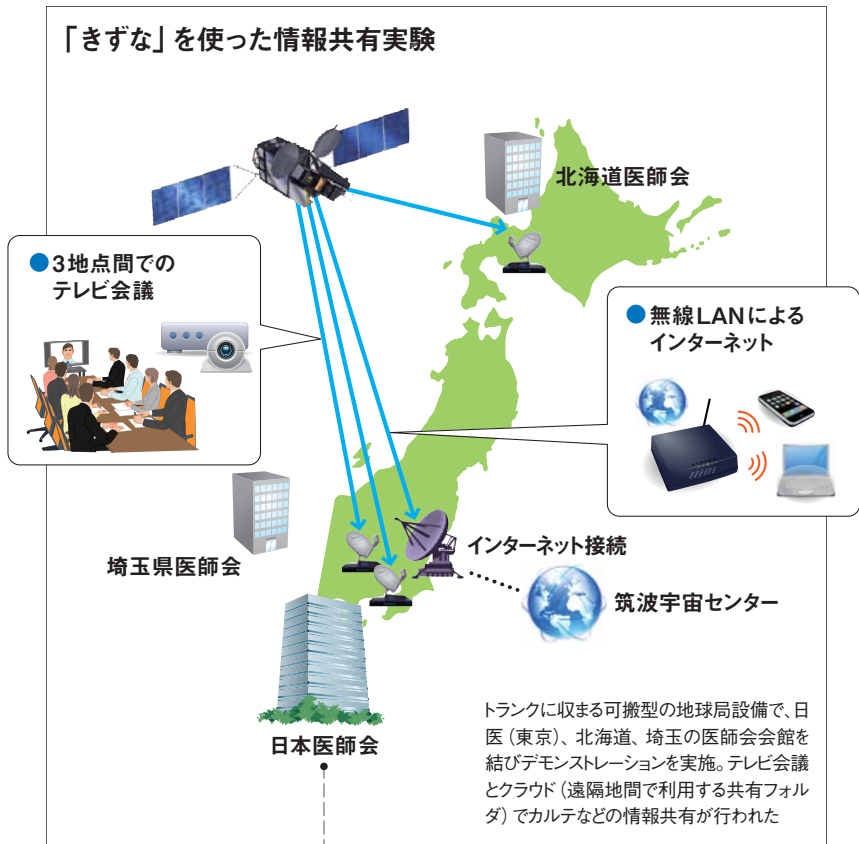 「きずな」を使った情報共有実験
北海道医師会
●3地点間での
テレビ会議
●無線LANによる
インターネット
埼玉県医師会
インターネット接続
筑波宇宙センター
日本医師会
トランクに収まる可搬型の地球局設備で、日
医（東京）、北海道、埼玉の医師会会館を
結びデモンストレーションを実施。テレビ会議
とクラウド（遠隔地間で利用する共有フォル
ダ）でカルテなどの情報共有が行われた